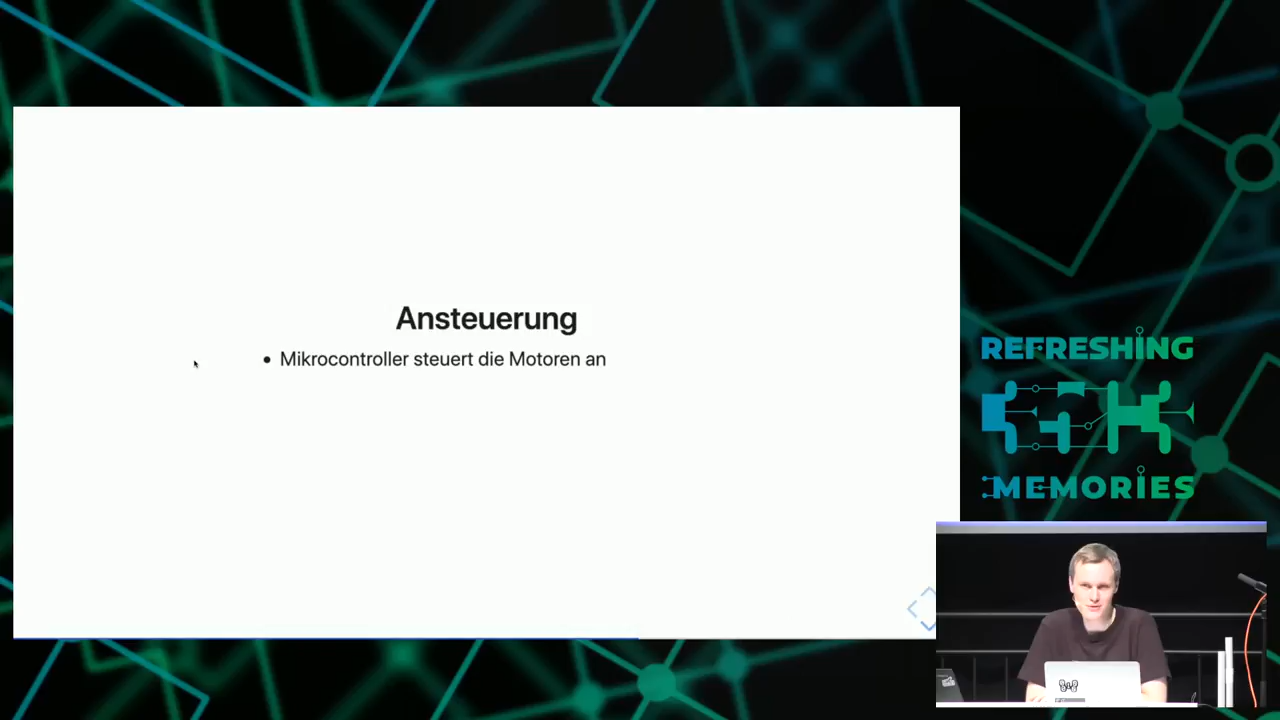 Ansteuerung
• Mikrocontroller steuert die Motoren an
REFRESHING
MEMORIES